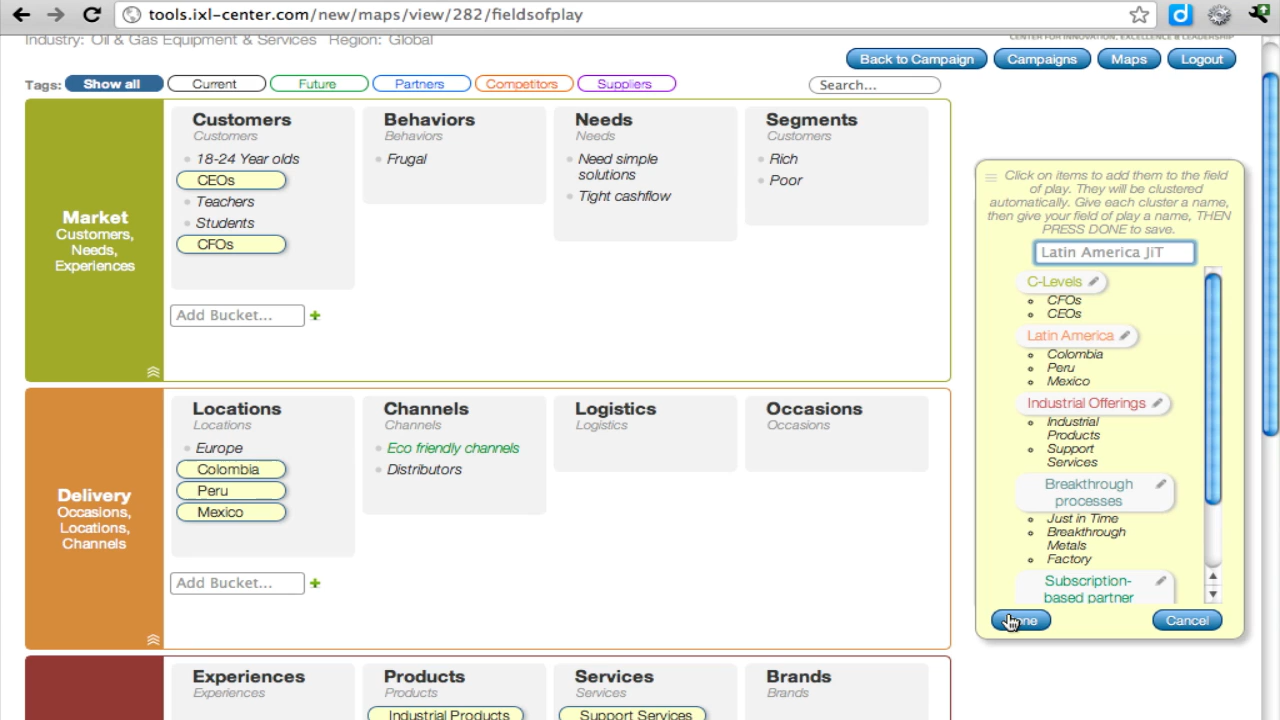 tools.ixl-center.com/new/maps/view/282/fieldsofplay
Industry: Oil & Gas Equipment & Services Region: Global
CENTER FOR INNOVATION, EXCELLENCE & LEADERSHIP
Back to Campaign
Campaigns
Maps
Logout
Tags:
Show all
Current
Future
Partners
Competitors
Suppliers
Search...
Market
Customers,
Needs,
Experiences
Customers
Customers
18-24 Year olds
CEOs
Teachers
Students
CFOs
Behaviors
Behaviors
Frugal
Needs
Needs
Need simple
solutions
Tight cashflow
Segments
Customers
Rich
Poor
Add Bucket...
Delivery
Occasions,
Locations,
Channels
Locations
Locations
Europe
Colombia
Peru
Mexico
Channels
Channels
Eco friendly channels
Distributors
Logistics
Logistics
Occasions
Occasions
Add Bucket...
Experiences
Experiences
Products
Products
Industrial Products
Services
Services
Support Services
Brands
Brands
Click on items to add them to the field
of play. They will be clustered
automatically. Give each cluster a name,
then give your field of play a name, THEN
PRESS DONE to save.
Latin America JiT
C-Levels
CFOs
CEOs
Latin America
Colombia
Peru
Mexico
Industrial Offerings
Industrial
Products
Support
Services
Breakthrough
processes
Just in Time
Breakthrough
Metals
Factory
Subscription-
based partner
Cancel